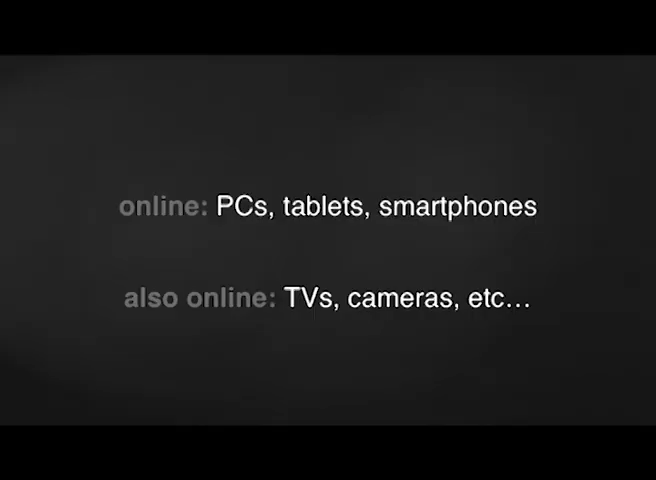 online: PCs, tablets, smartphones
also online: TVs, cameras, etc...